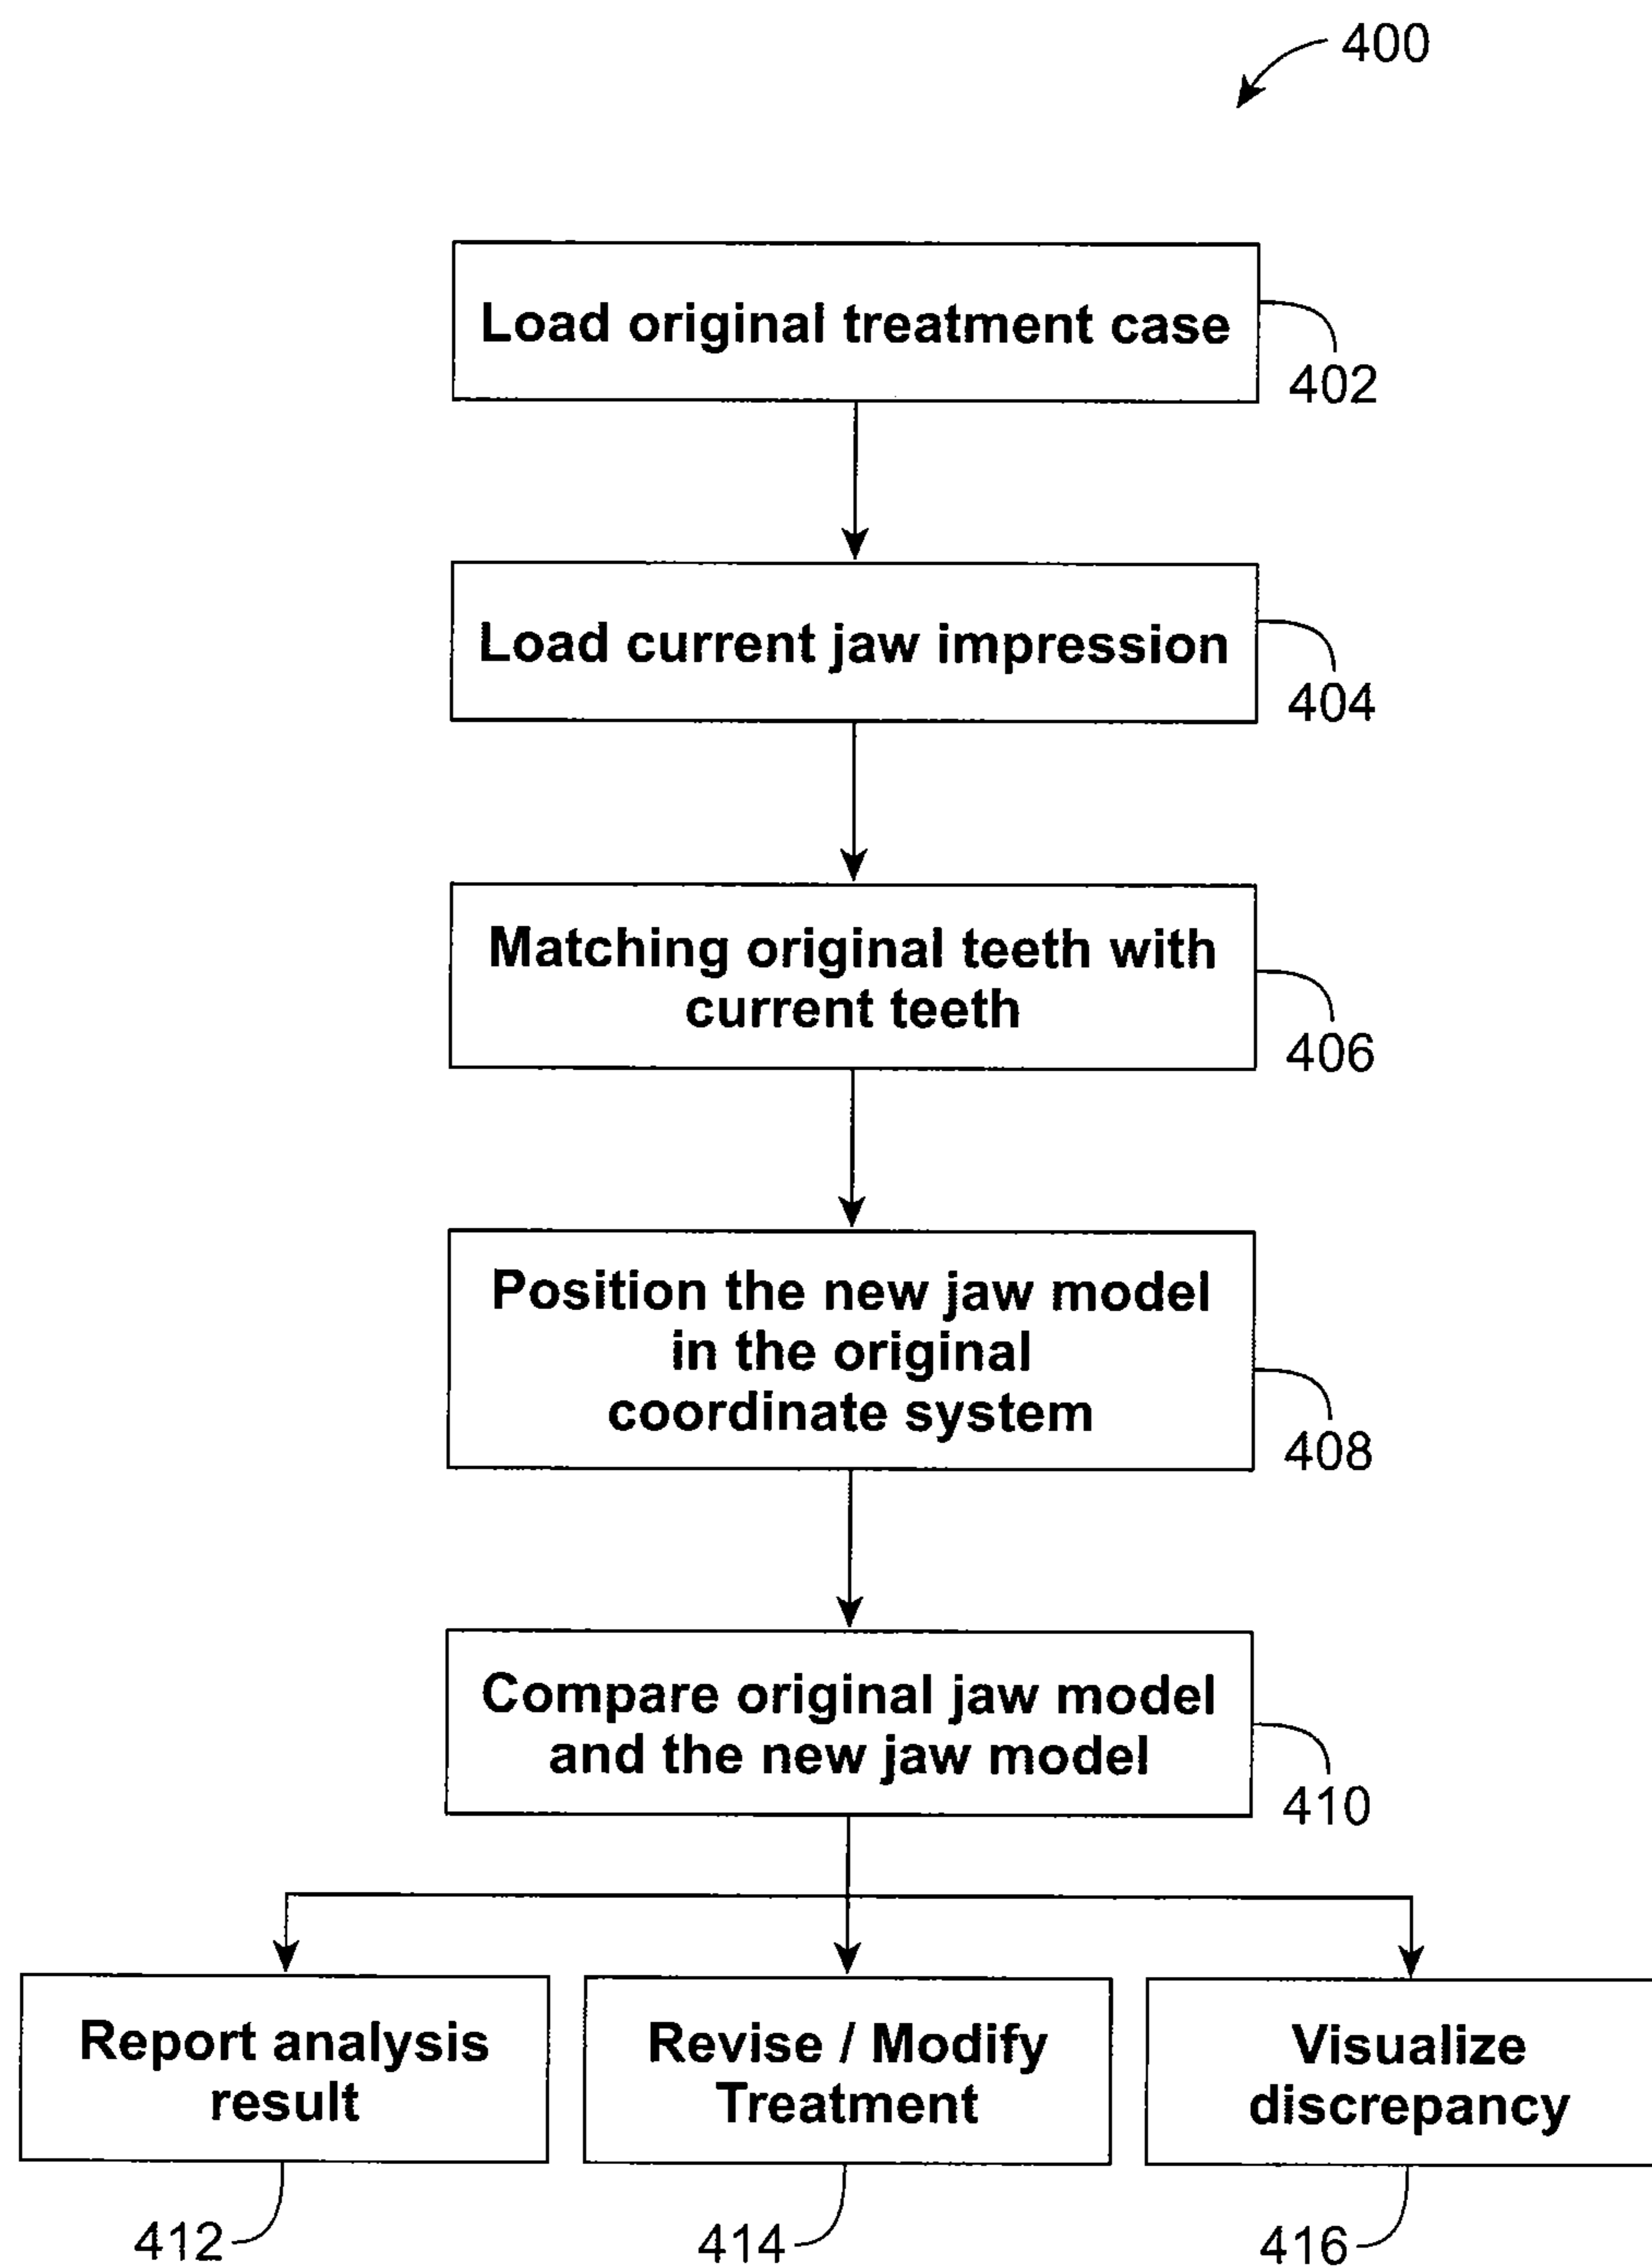 400
Load original treatment case
402
Load current jaw impression
404
Matching original teeth with
current teeth
406
Position the new jaw model
in the original
coordinate system
408
Compare original jaw model
and the new jaw model
410
Report analysis
result
412
Revise / Modify
Treatment
414
Visualize
discrepancy
416